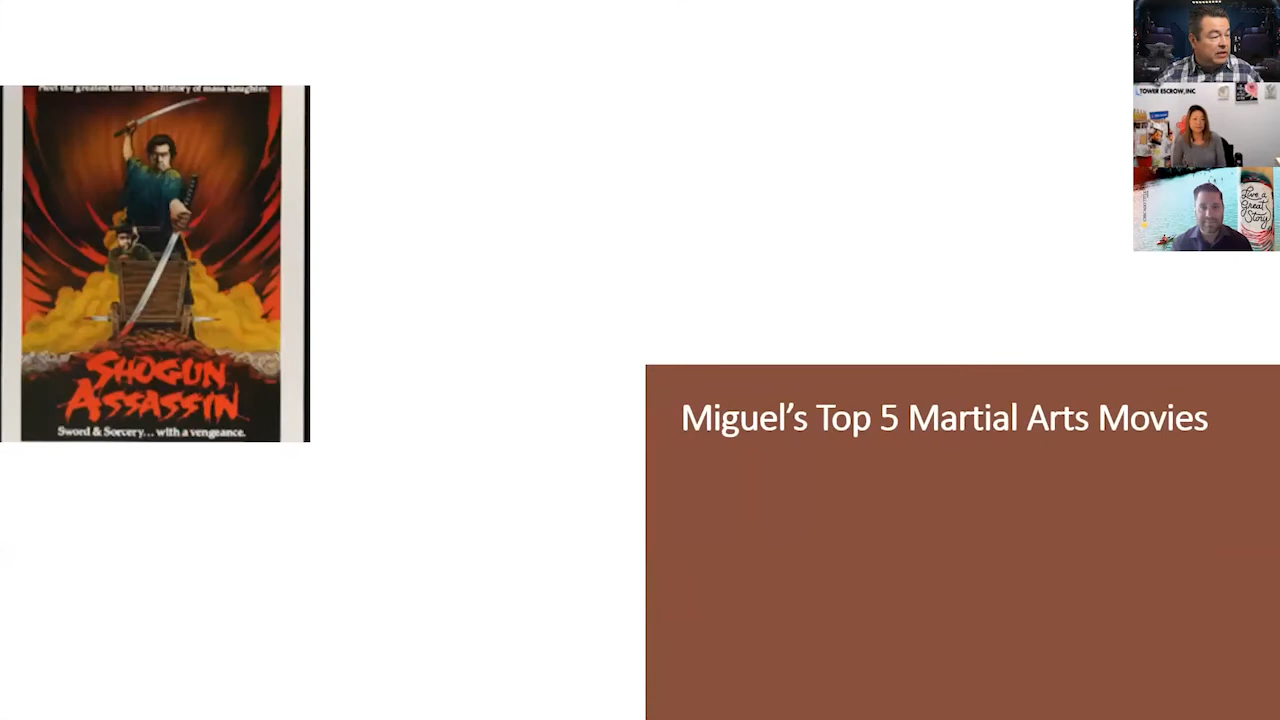 Meet the greatest team in the history of mass slaughter.
SHOGUN
ASSASSIN
Sword & Sorcery... with a vengeance.
TOWER ESCROW, INC
Live a
Great
Story
Miguel's Top 5 Martial Arts Movies